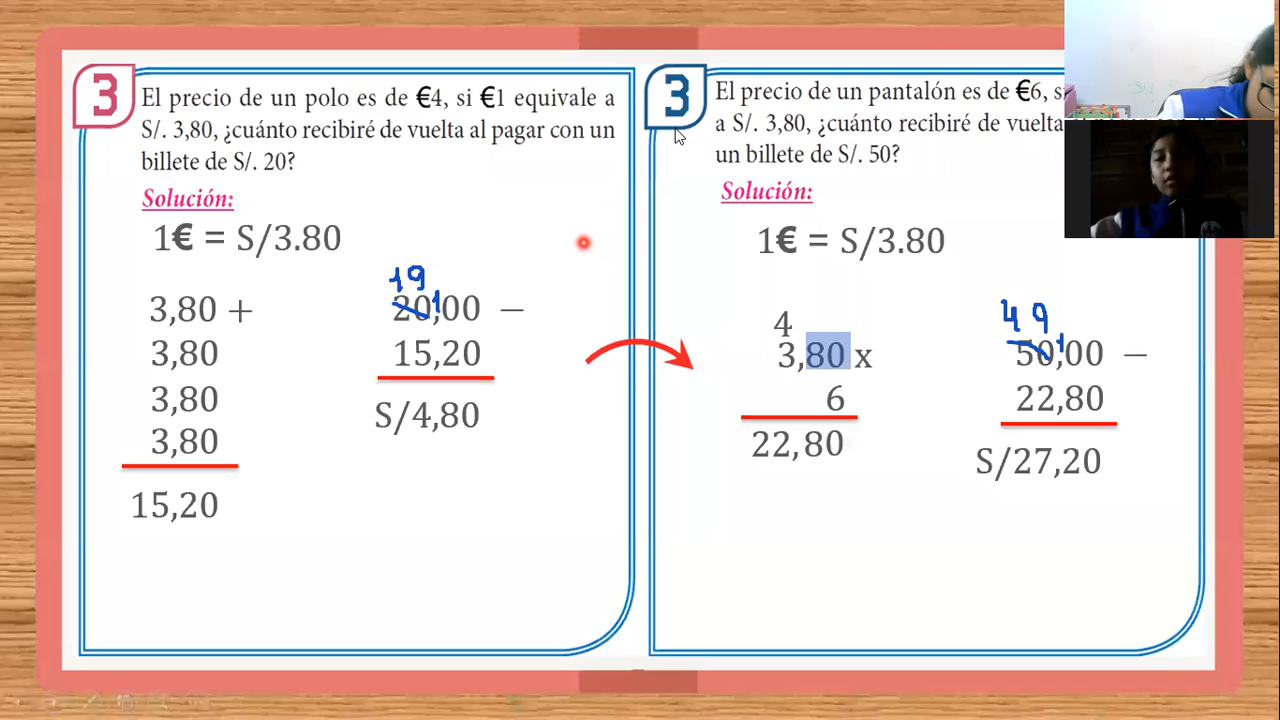 3
El precio de un polo es de €4, si €1 equivale a
S/. 3,80, ¿cuánto recibiré de vuelta al pagar con un
billete de S/. 20?
Solución:
1€ = S/3.80
3,80 +
3,80
3,80
3,80
15,20
19
20,100 −
15,20
S/4,80
3
El precio de un pantalón es de €6, s
a S/. 3,80, ¿cuánto recibiré de vuelta
un billete de S/. 50?
Solución:
1€ = S/3.80
4
3,80 x
6
22,80
49
50,100 −
22,80
S/27,20